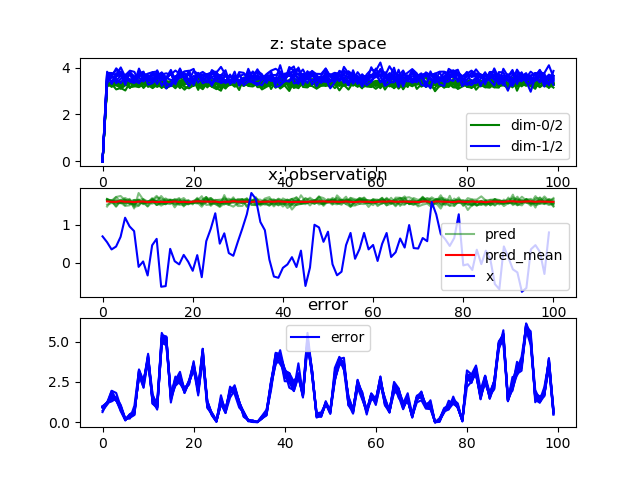 z: state space
4
2
0
dim-0/2
dim-1/2
0 20 40 60 80 100
x: observation
1
0
pred
pred_mean
x
0 20 40 60 80 100
error
5.0
2.5
0.0
error
0 20 40 60 80 100